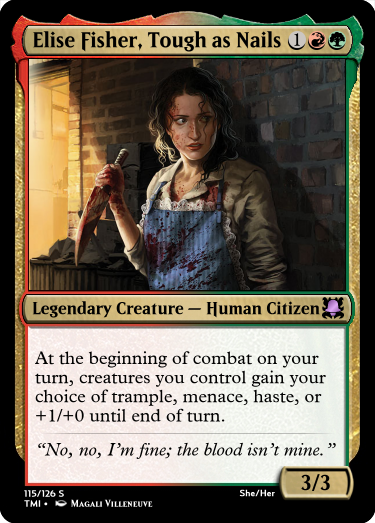 Elise Fisher, Tough as Nails 1
Legendary Creature — Human Citizen
At the beginning of combat on your
turn, creatures you control gain your
choice of trample, menace, haste, or
+1/+0 until end of turn.
“No, no, I’m fine; the blood isn’t mine.”
3/3
115/126 S She/Her
TMI • Magali Villeneuve